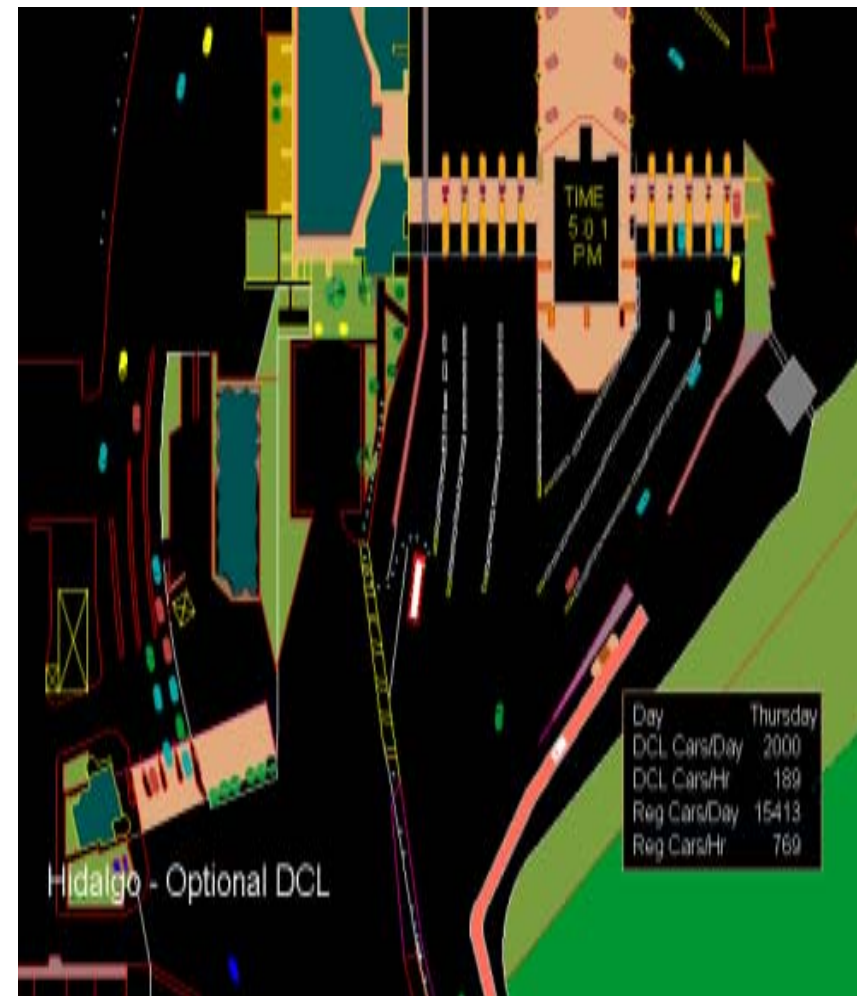 TIME
5:01
PM
Day Thursday
DCL Cars/Day 2000
DCL Cars/Hr 189
Reg Cars/Day 15413
Reg Cars/Hr 769
Hidalgo - Optional DCL